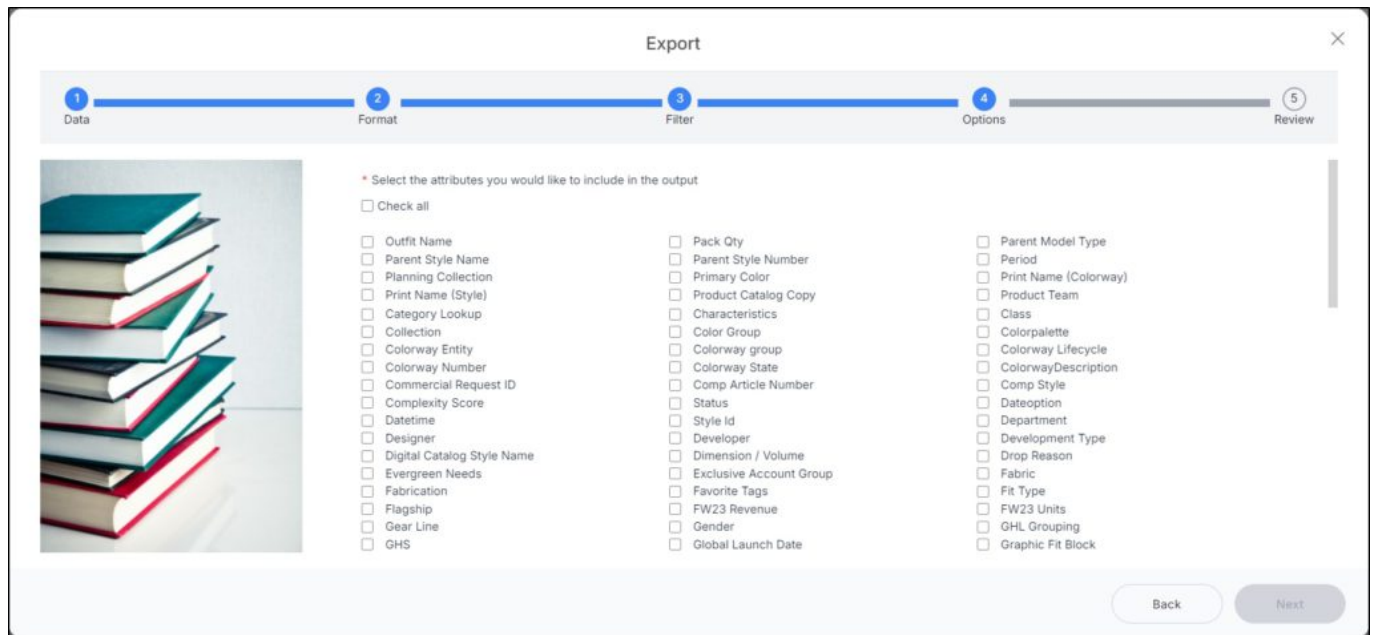 Export
1
2
3
4
5
Data
Format
Filter
Options
Review
* Select the attributes you would like to include in the output
Check all
Outfit Name Pack Qty Parent Model Type
Parent Style Name Parent Style Number Period
Planning Collection Primary Color Print Name (Colorway)
Print Name (Style) Product Catalog Copy Product Team
Category Lookup Characteristics Class
Collection Color Group Colorpalette
Colorway Entity Colorway group Colorway Lifecycle
Colorway Number Colorway State ColorwayDescription
Commercial Request ID Comp Article Number Comp Style
Complexity Score Status Dateoption
Datetime Style Id Department
Designer Developer Development Type
Digital Catalog Style Name Dimension / Volume Drop Reason
Evergreen Needs Exclusive Account Group Fabric
Fabrication Favorite Tags Fit Type
Flagship FW23 Revenue FW23 Units
Gear Line Gender GHL Grouping
GHS Global Launch Date Graphic Fit Block
Back Next